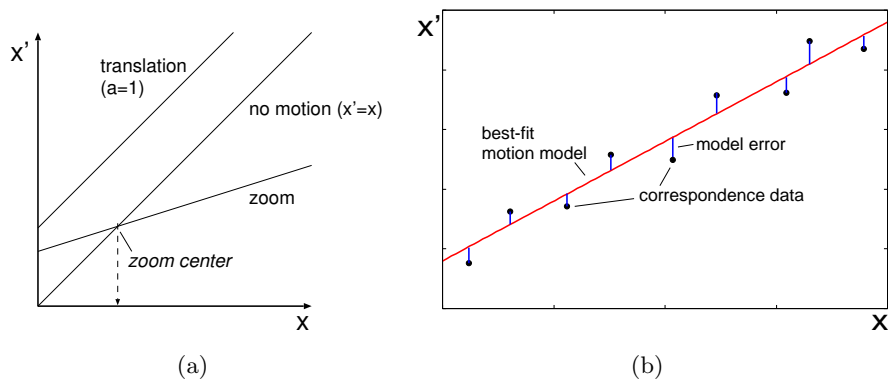 x'
translation
(a=1)
no motion (x'=x)
zoom
zoom center
x
(a)
x'
best-fit
motion model
model error
correspondence data
x
(b)